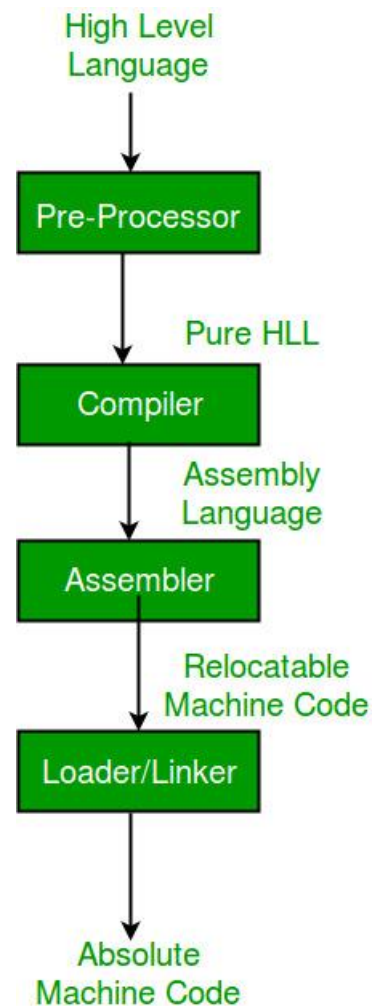 High Level
Language
Pre-Processor
Pure HLL
Compiler
Assembly
Language
Assembler
Relocatable
Machine Code
Loader/Linker
Absolute
Machine Code